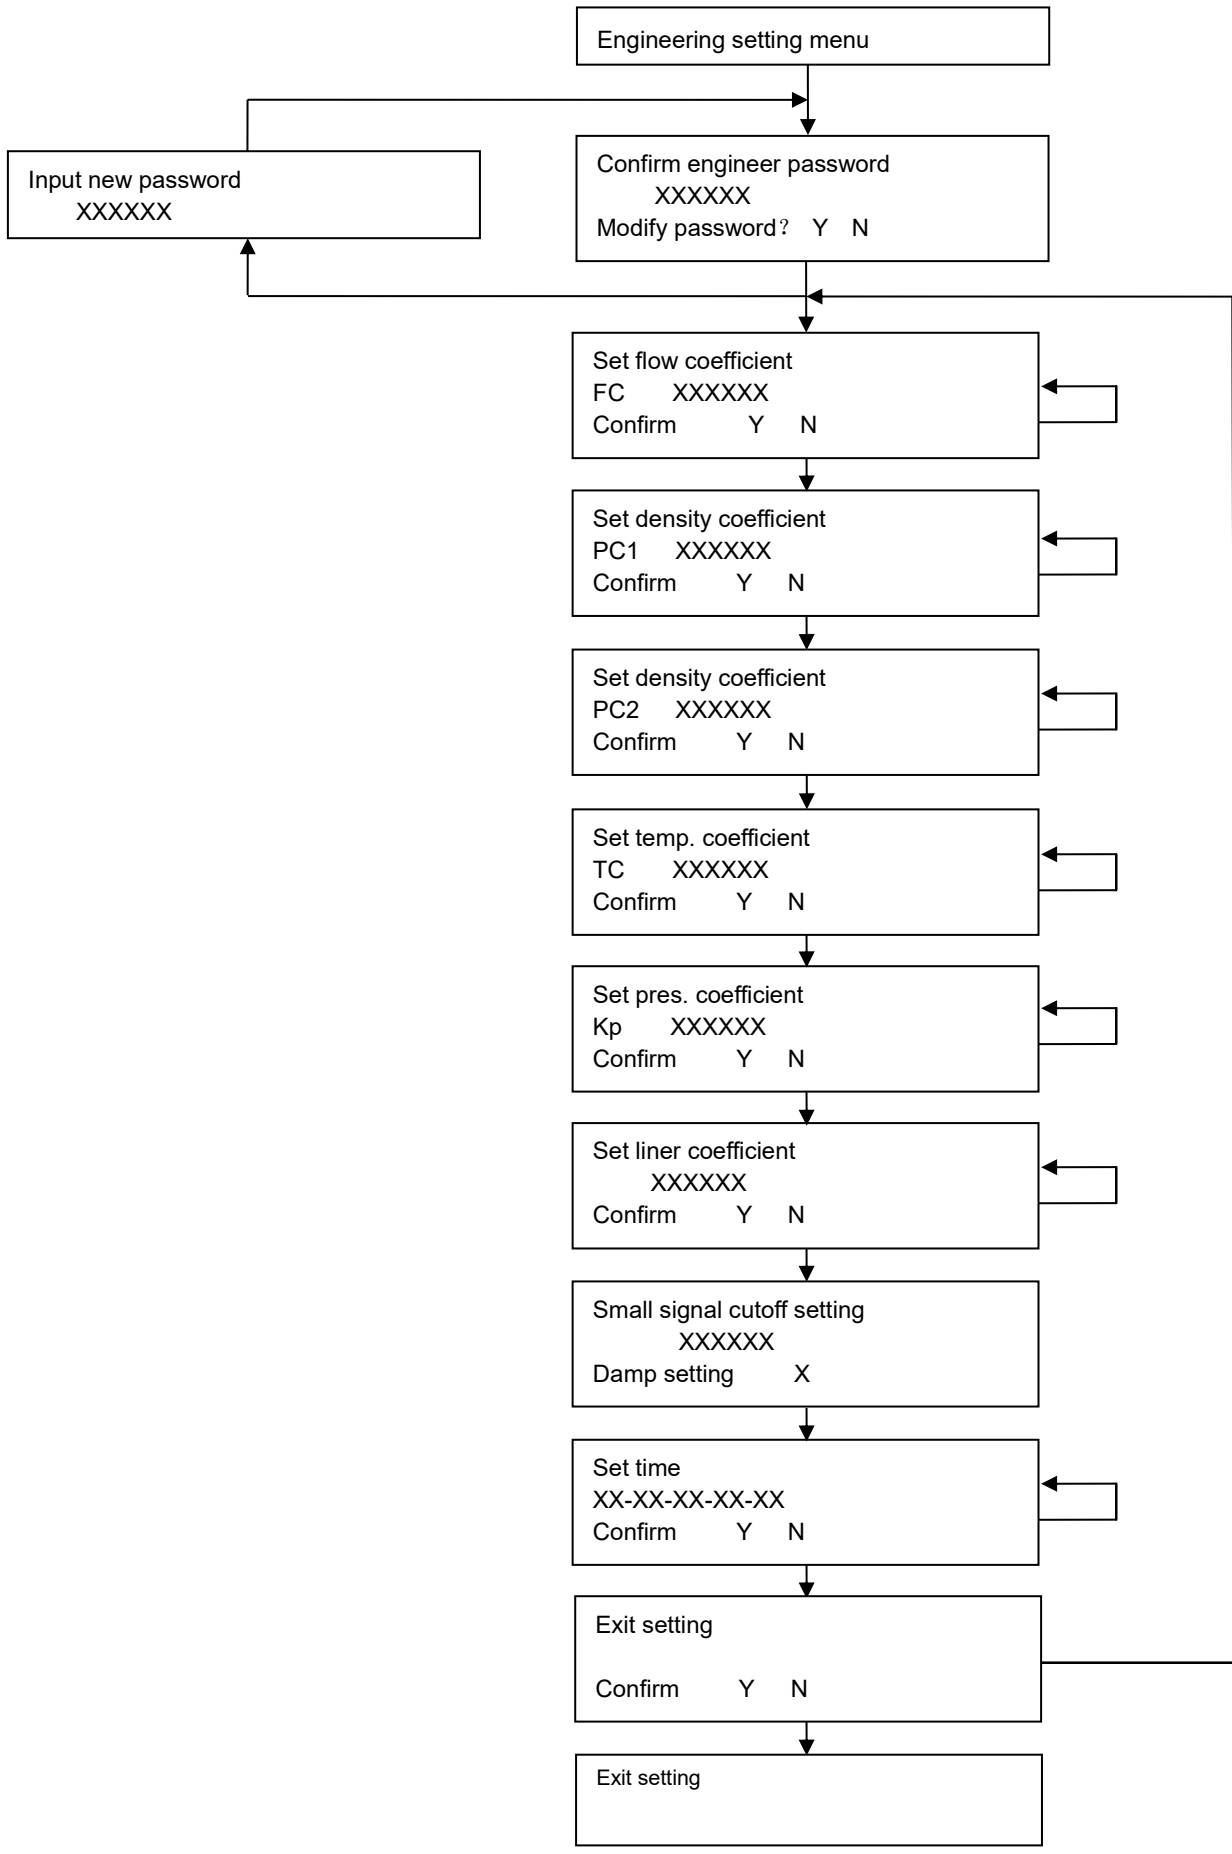 Engineering setting menu
Input new password
XXXXXX
Confirm engineer password
XXXXXX
Modify password? Y N
Set flow coefficient
FC XXXXXX
Confirm Y N
Set density coefficient
PC1 XXXXXX
Confirm Y N
Set density coefficient
PC2 XXXXXX
Confirm Y N
Set temp. coefficient
TC XXXXXX
Confirm Y N
Set pres. coefficient
Kp XXXXXX
Confirm Y N
Set liner coefficient
XXXXXX
Confirm Y N
Small signal cutoff setting
XXXXXX
Damp setting X
Set time
XX-XX-XX-XX-XX
Confirm Y N
Exit setting
Confirm Y N
Exit setting